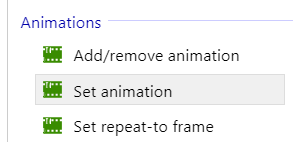 Animations
Add/remove animation
Set animation
Set repeat-to frame